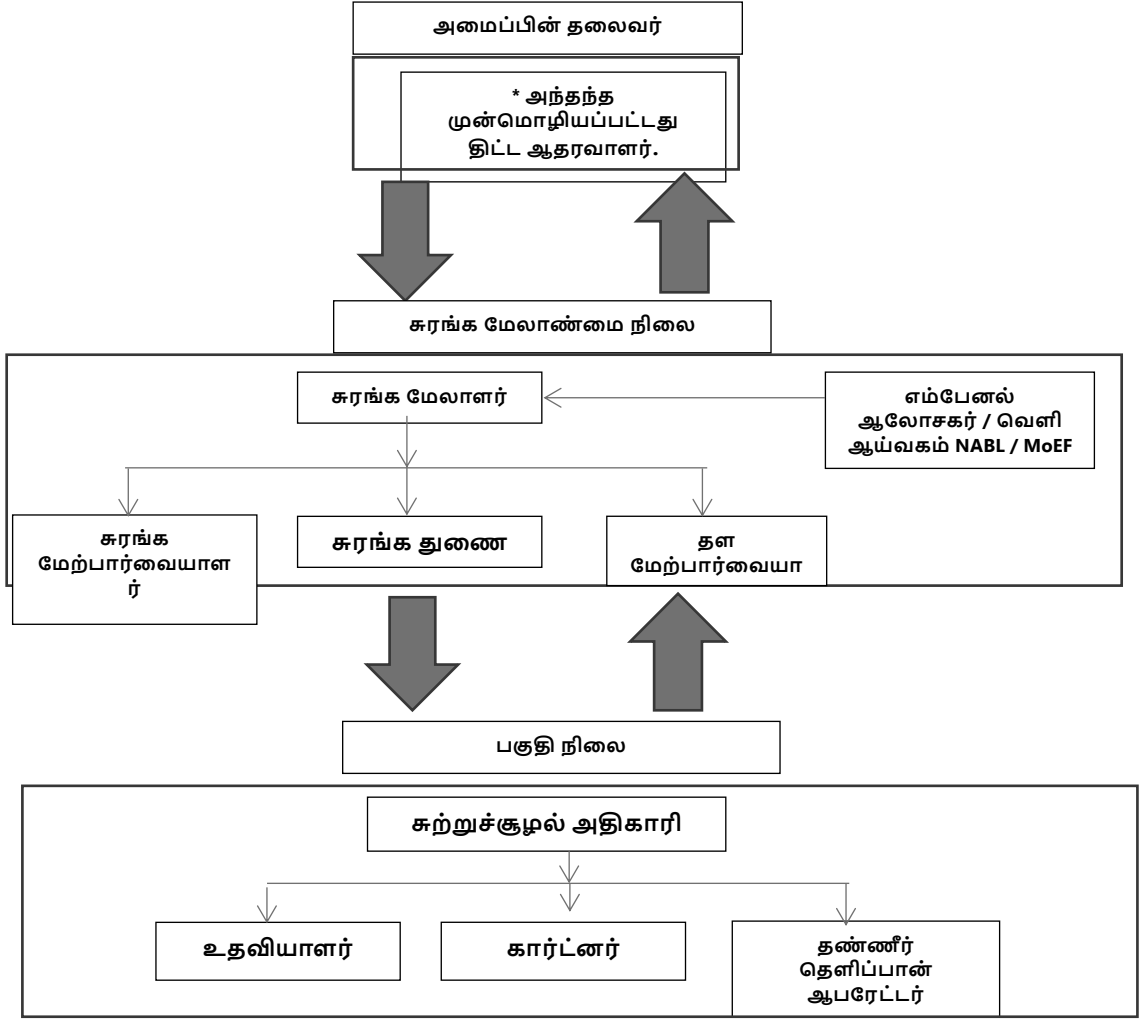 அமைப்பின் தலைவர்
* அந்தந்த
முன்மொழியப்பட்டது
திட்ட ஆதரவாளர்.
சுரங்க மேலாண்மை நிலை
சுரங்க மேலாளர்
எம்பேனல்
ஆலோசகர் / வெளி
ஆய்வகம் NABL / MoEF
சுரங்க
மேற்பார்வையாள
ர்
சுரங்க துணை
தள
மேற்பார்வையா
பகுதி நிலை
சுற்றுச்சூழல் அதிகாரி
உதவியாளர்
கார்ட்னர்
தண்ணீர்
தெளிப்பான்
ஆபரேட்டர்